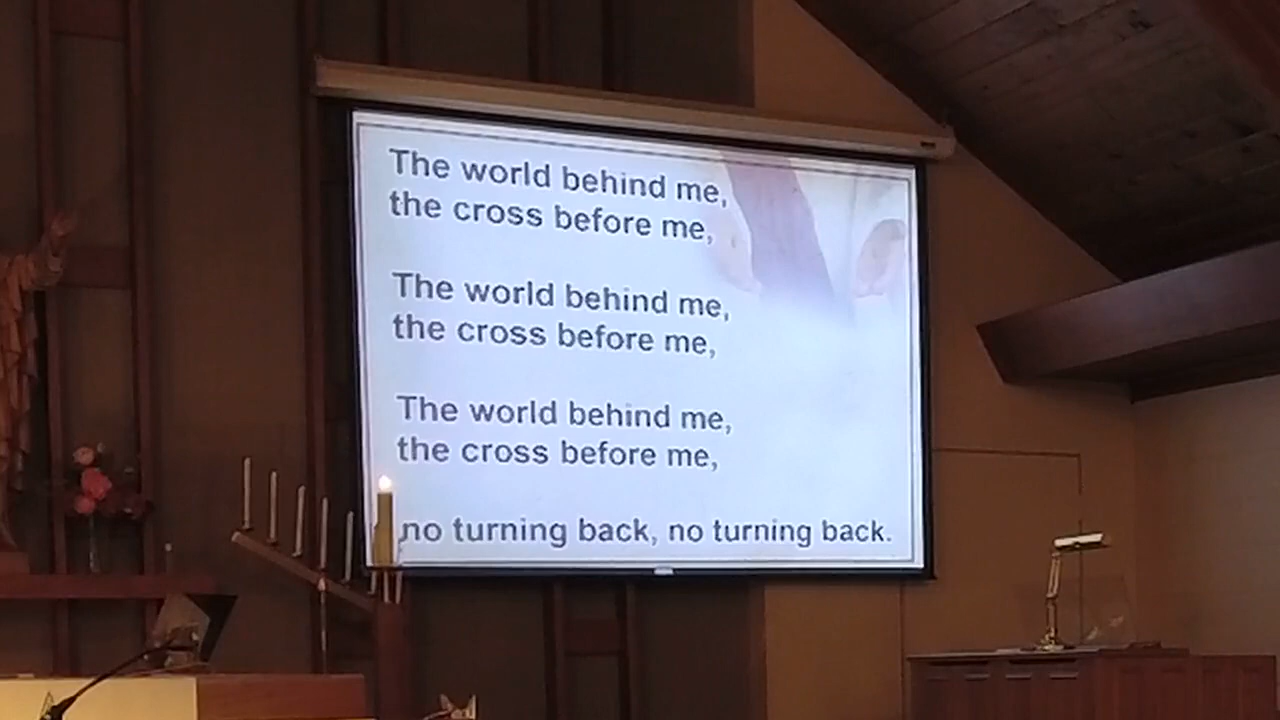 The world behind me,
the cross before me,
The world behind me,
the cross before me,
The world behind me,
the cross before me,
no turning back, no turning back.